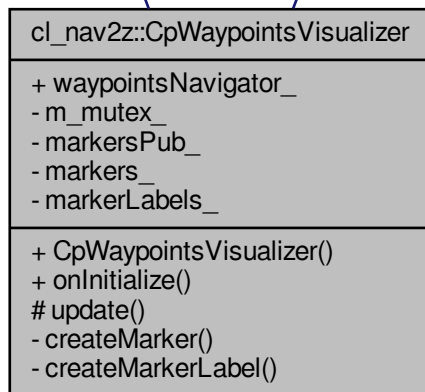 cl_nav2z::CpWaypointsVisualizer
+ waypointsNavigator_
- m_mutex_
- markersPub_
- markers_
- markerLabels_
+ CpWaypointsVisualizer()
+ onInitialize()
# update()
- createMarker()
- createMarkerLabel()